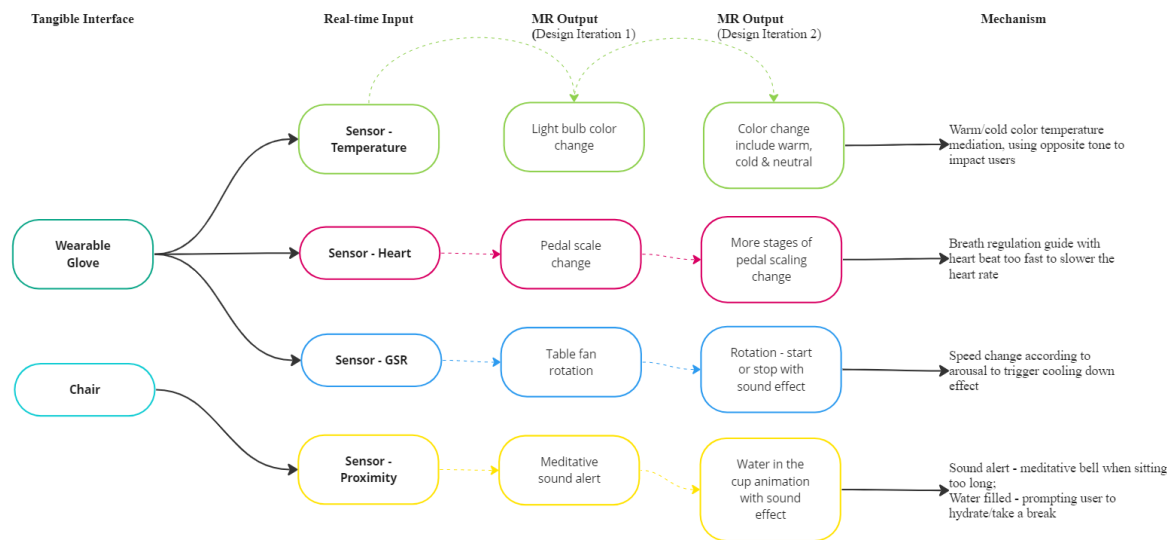 Tangible Interface
Real-time Input
MR Output
(Design Iteration 1)
MR Output
(Design Iteration 2)
Mechanism
Wearable
Glove
Chair
Sensor -
Temperature
Light bulb color
change
Color change
include warm,
cold & neutral
Warm/cold color temperature
mediation, using opposite tone to
impact users
Sensor - Heart
Pedal scale
change
More stages of
pedal scaling
change
Breath regulation guide with
heart beat too fast to slower the
heart rate
Sensor - GSR
Table fan
rotation
Rotation - start
or stop with
sound effect
Speed change according to
arousal to trigger cooling down
effect
Sensor -
Proximity
Meditative
sound alert
Water in the
cup animation
with sound
effect
Sound alert - meditative bell when sitting
too long;
Water filled - prompting user to
hydrate/take a break